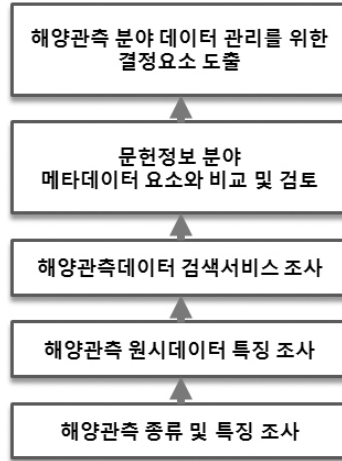 해양관측 분야 데이터 관리를 위한
결정요소 도출
문헌정보 분야
메타데이터 요소와 비교 및 검토
해양관측데이터 검색서비스 조사
해양관측 원시데이터 특징 조사
해양관측 종류 및 특징 조사